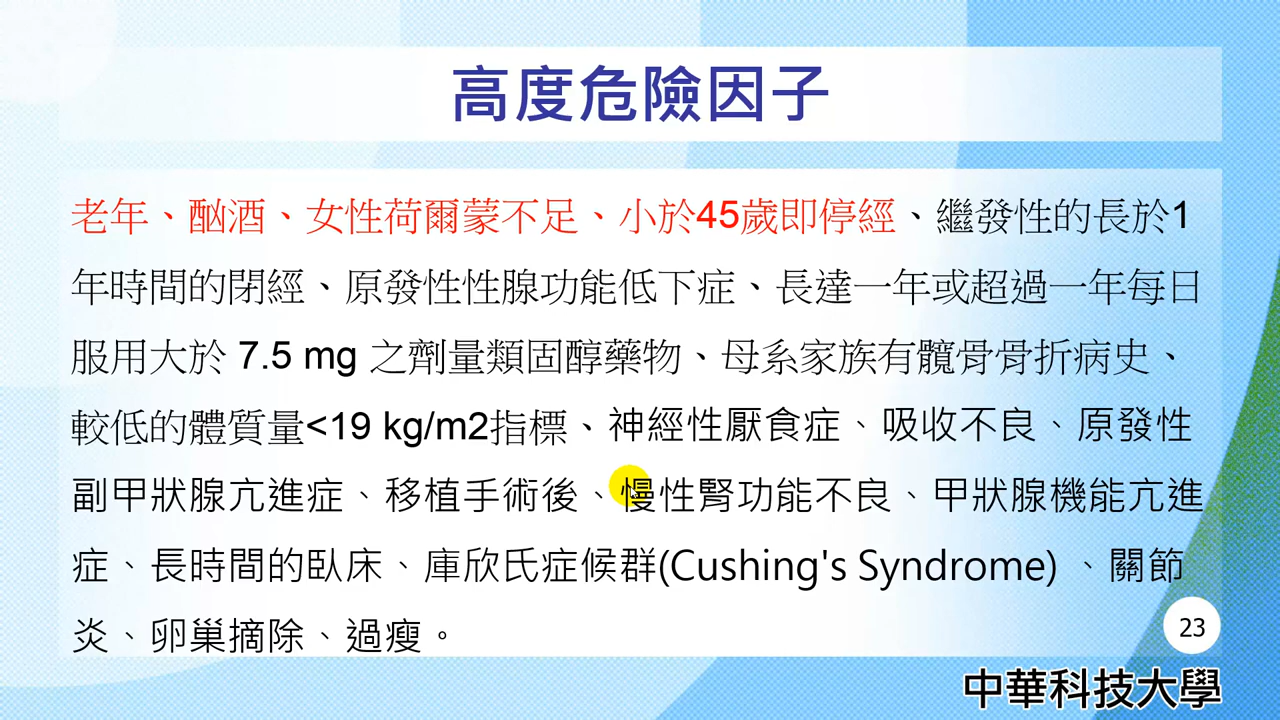 高度危險因子
老年、酗酒、女性荷爾蒙不足、小於45歲即停經、繼發性的長於1
年時間的閉經、原發性性腺功能低下症、長達一年或超過一年每日
服用大於 7.5 mg 之劑量類固醇藥物、母系家族有髖骨骨折病史、
較低的體質量<19 kg/m2指標、神經性厭食症、吸收不良、原發性
副甲狀腺亢進症、移植手術後、慢性腎功能不良、甲狀腺機能亢進
症、長時間的臥床、庫欣氏症候群(Cushing's Syndrome) 、關節
炎、卵巢摘除、過瘦。
23
中華科技大學